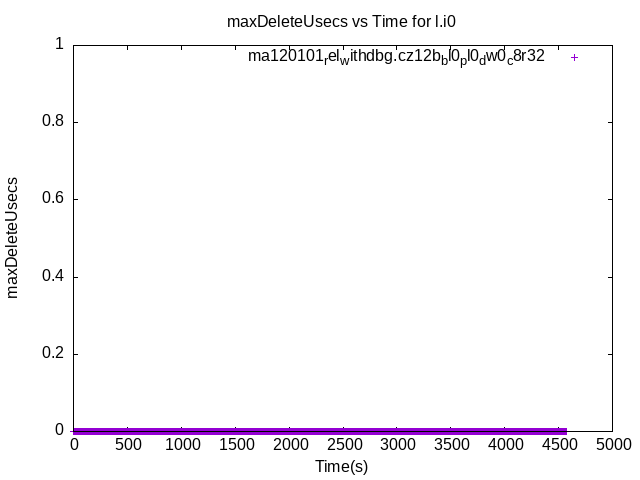 maxDeleteUsecs vs Time for l.i0
1
ma120101relwithdbg.cz12bbl0pl0dw0c8r32
0.8
0.6
maxDeleteUsecs
0.4
0.2
0
0 500 1000 1500 2000 2500 3000 3500 4000 4500 5000
Time(s)